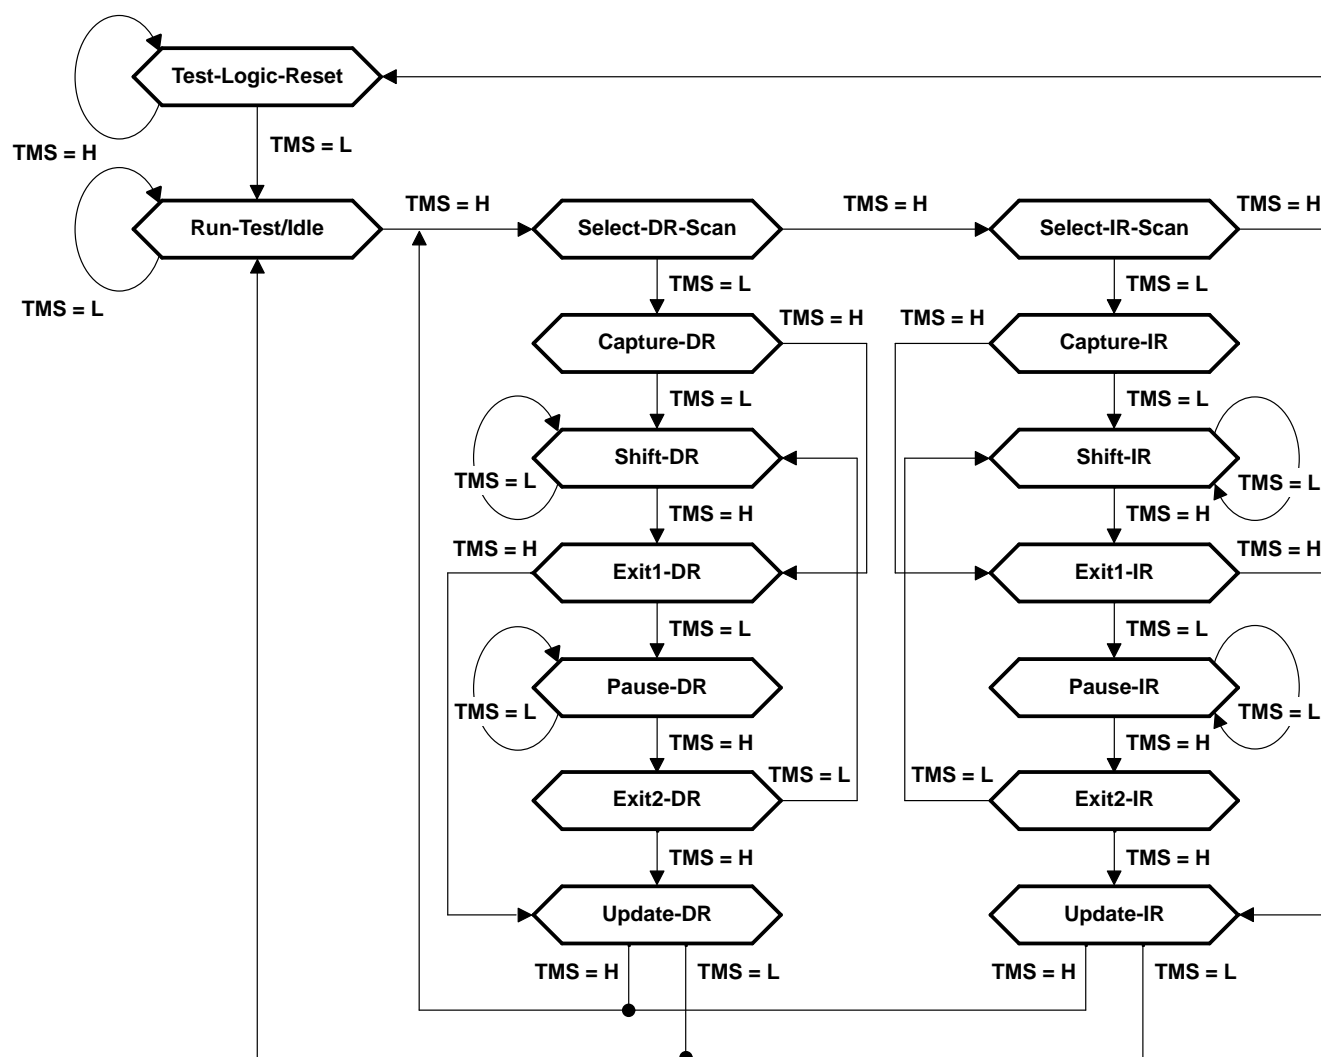 Test-Logic-Reset
TMS = H
TMS = L
Run-Test/Idle
TMS = H
Select-DR-Scan
TMS = H
Select-IR-Scan
TMS = H
TMS = L
TMS = L
TMS = L
Capture-DR
TMS = H
TMS = H
Capture-IR
TMS = L
TMS = L
Shift-DR
Shift-IR
TMS = L
TMS = L
TMS = H
TMS = H
TMS = H
Exit1-DR
Exit1-IR
TMS = H
TMS = L
TMS = L
Pause-DR
Pause-IR
TMS = L
TMS = L
TMS = H
TMS = H
Exit2-DR
TMS = L
TMS = L
Exit2-IR
TMS = H
TMS = H
Update-DR
Update-IR
TMS = H
TMS = L
TMS = H
TMS = L